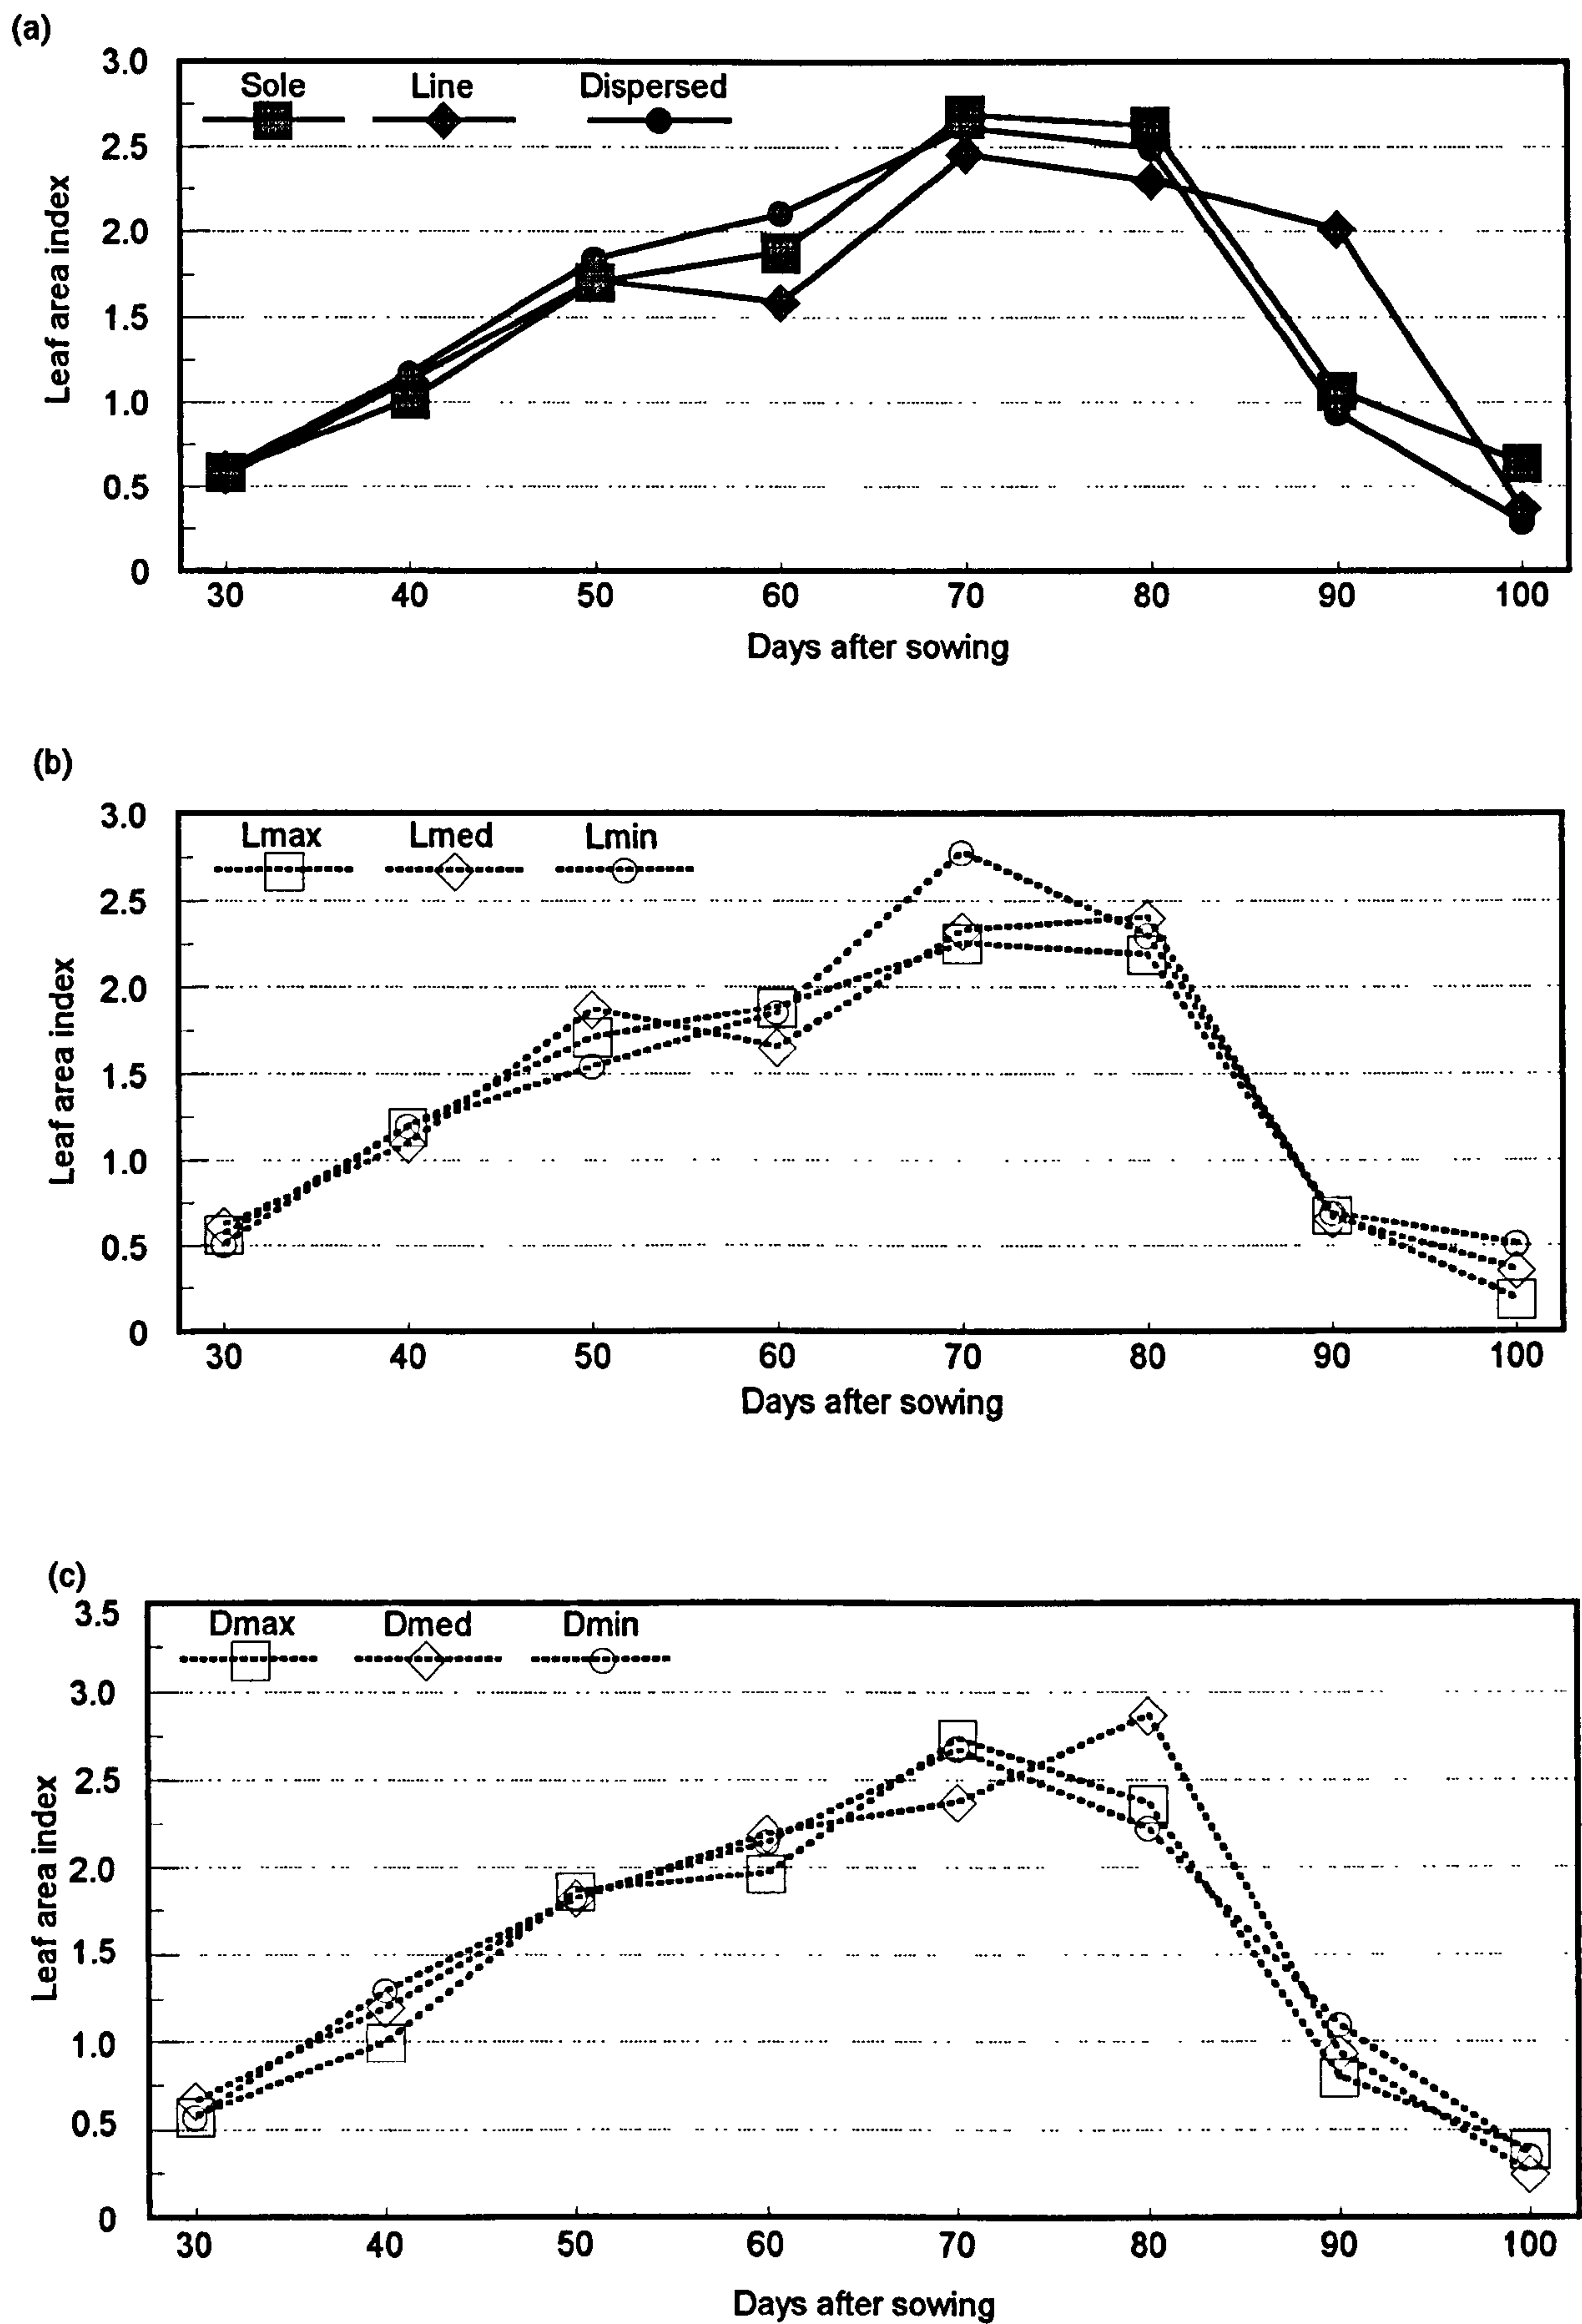 (a)
3.0
Sole Line Dispersed
2.5
2.0
1.5
1.0
0.5
0
Leaf area index
30 40 50 60 70 80 90 100
Days after sowing
(b)
3.0
Lmax Lmed Lmin
2.5
2.0
1.5
1.0
0.5
0
Leaf area index
30 40 50 60 70 80 90 100
Days after sowing
(c)
3.5
Dmax Dmed Dmin
3.0
2.5
2.0
1.5
1.0
0.5
0
Leaf area index
30 40 50 60 70 80 90 100
Days after sowing